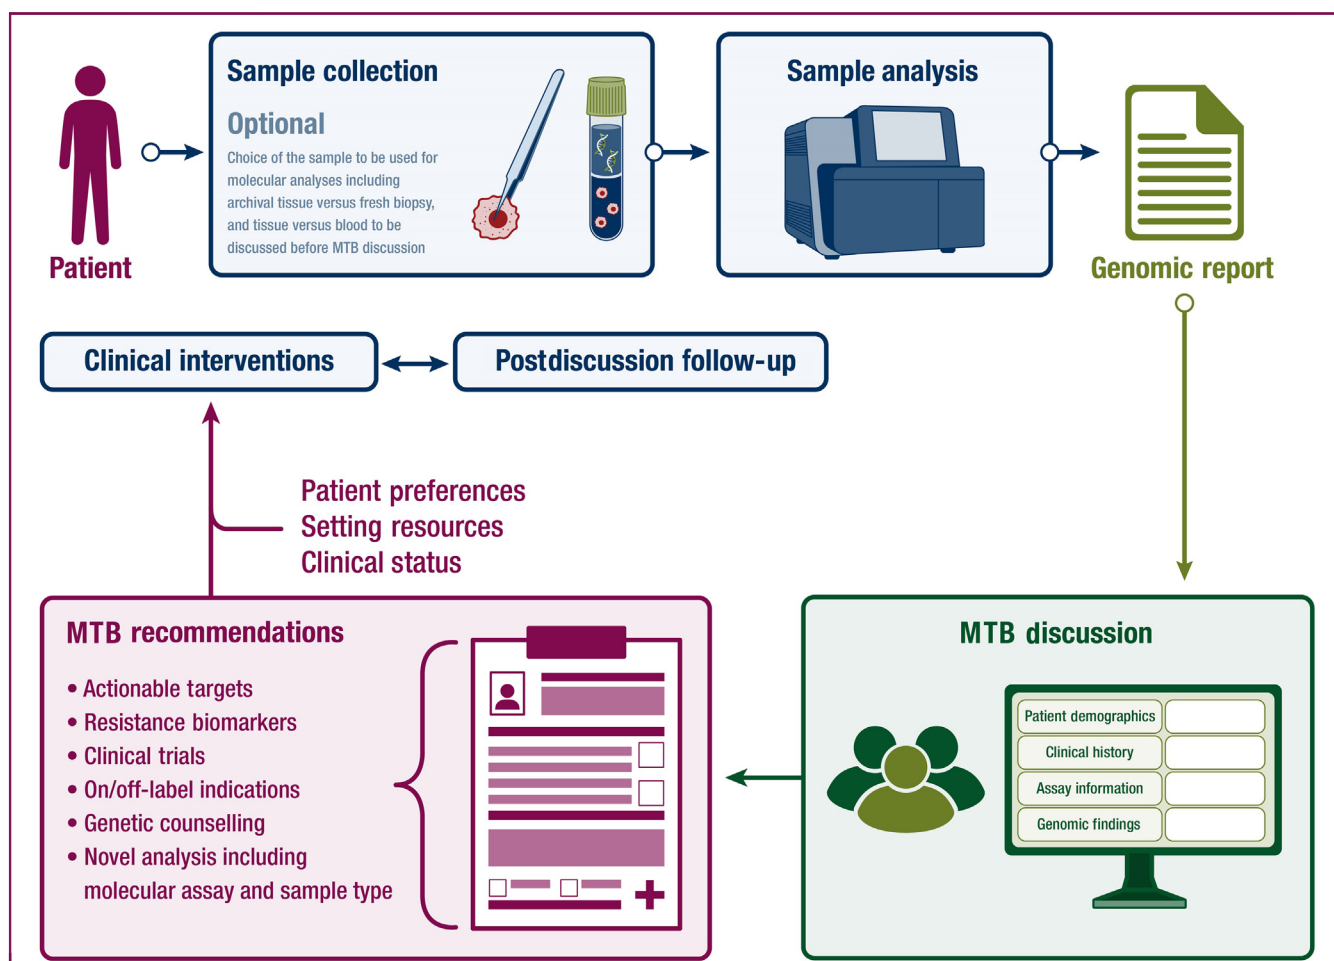 Sample collection
Optional
Choice of the sample to be used for
molecular analyses including
archival tissue versus fresh biopsy,
and tissue versus blood to be
discussed before MTB discussion
Sample analysis
Patient
Genomic report
Clinical interventions
Postdiscussion follow-up
Patient preferences
Setting resources
Clinical status
MTB recommendations
• Actionable targets
• Resistance biomarkers
• Clinical trials
• On/off-label indications
• Genetic counselling
• Novel analysis including
molecular assay and sample type
MTB discussion
Patient demographics
Clinical history
Assay information
Genomic findings